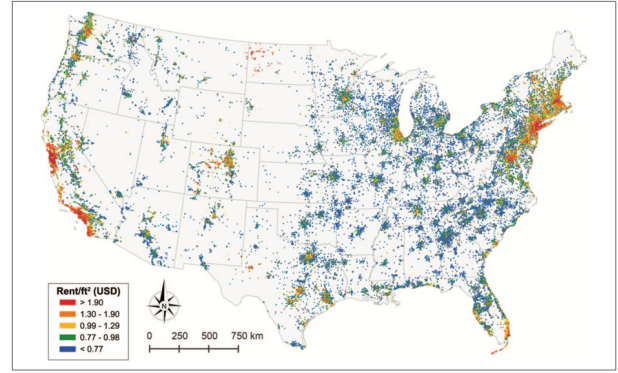 Rent/ft² (USD)
> 1.90
1.30 - 1.90
0.99 - 1.29
0.77 - 0.98
< 0.77
N
0 250 500 750 km